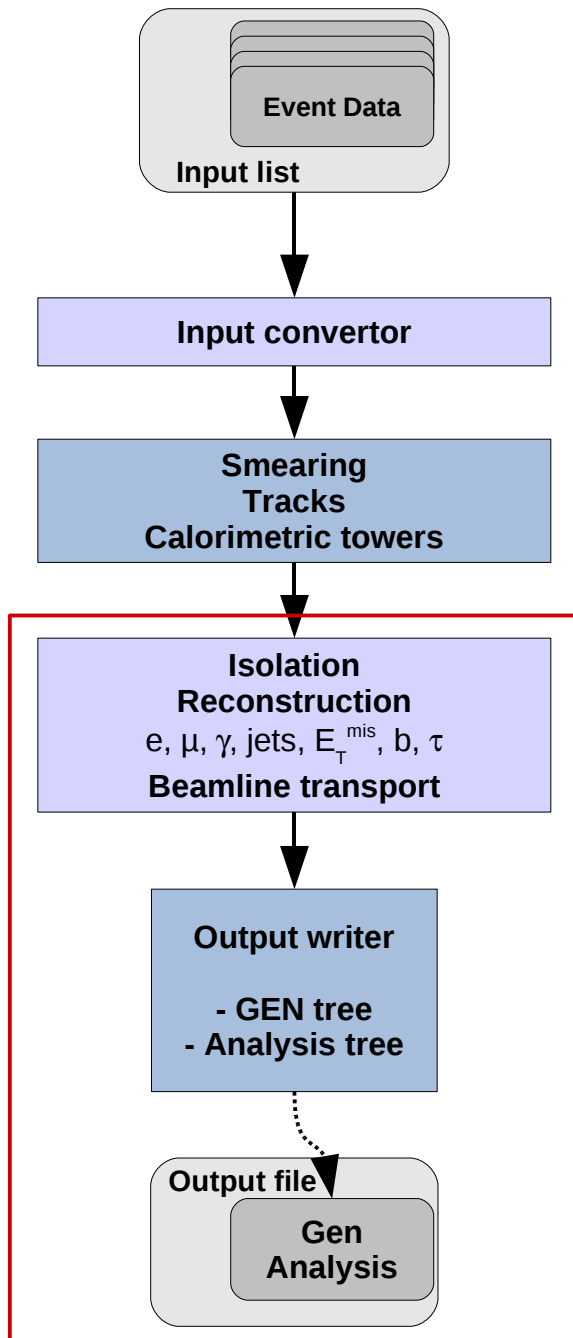 Event Data
Input list
Input convertor
Smearing
Tracks
Calorimetric towers
Isolation
Reconstruction
e, μ, γ, jets, E_T^mis, b, τ
Beamline transport
Output writer
- GEN tree
- Analysis tree
Output file
Gen
Analysis